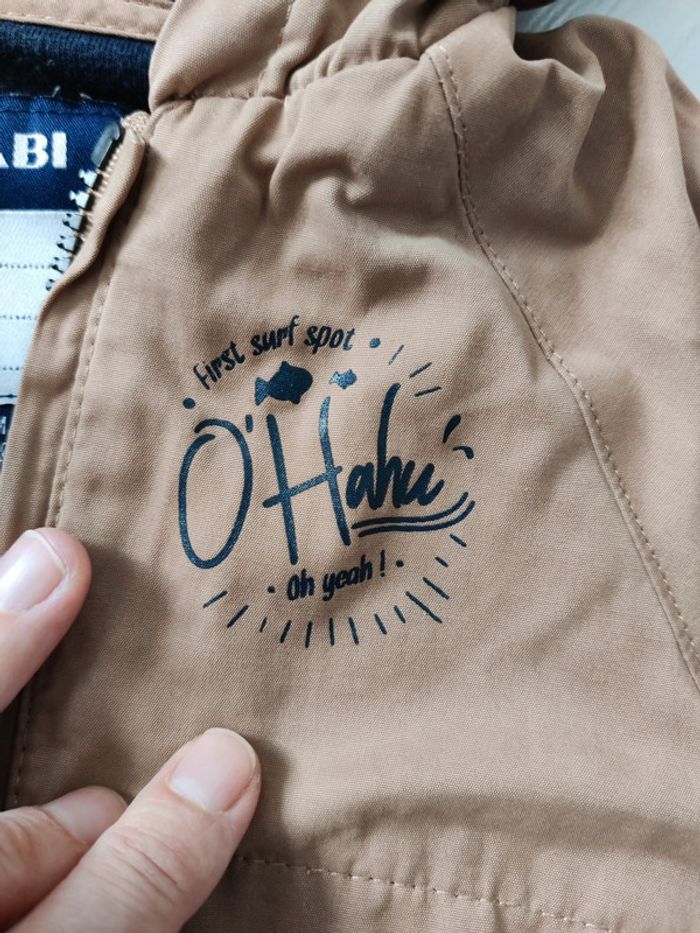 ABI
First surf spot
O'Hahu
Oh yeah !